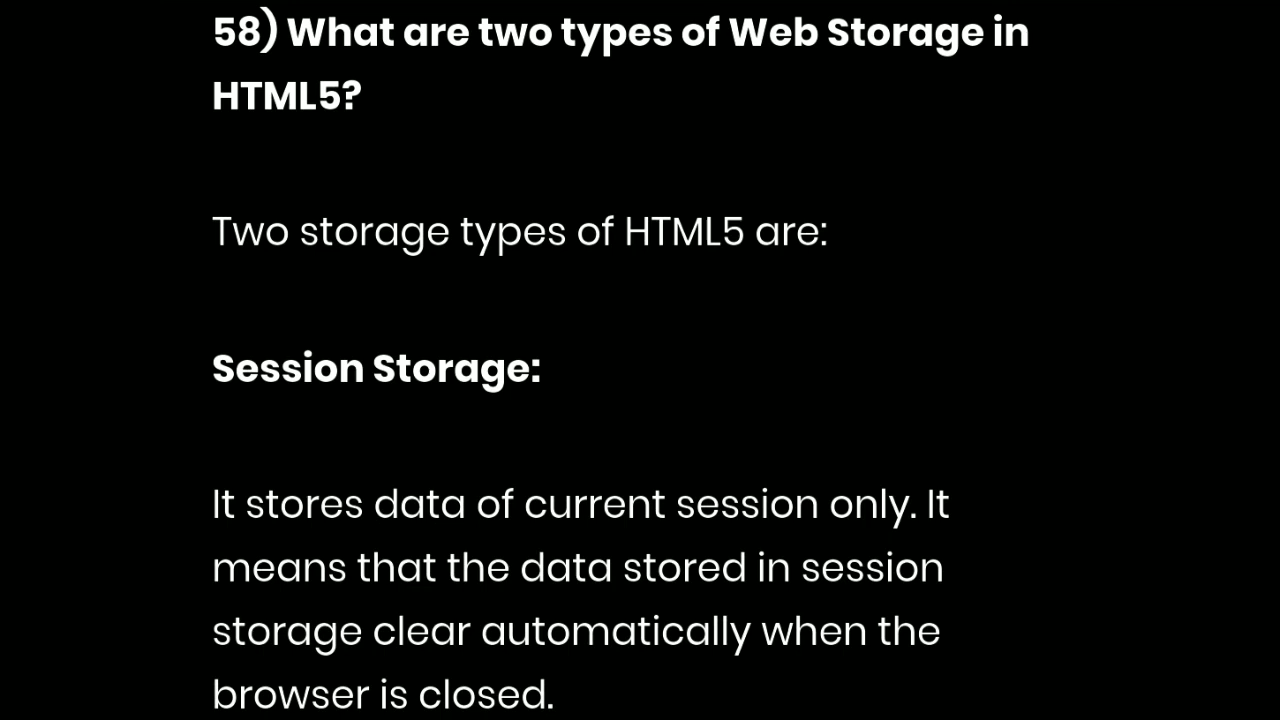 58) What are two types of Web Storage in
HTML5?
Two storage types of HTML5 are:
Session Storage:
It stores data of current session only. It
means that the data stored in session
storage clear automatically when the
browser is closed.